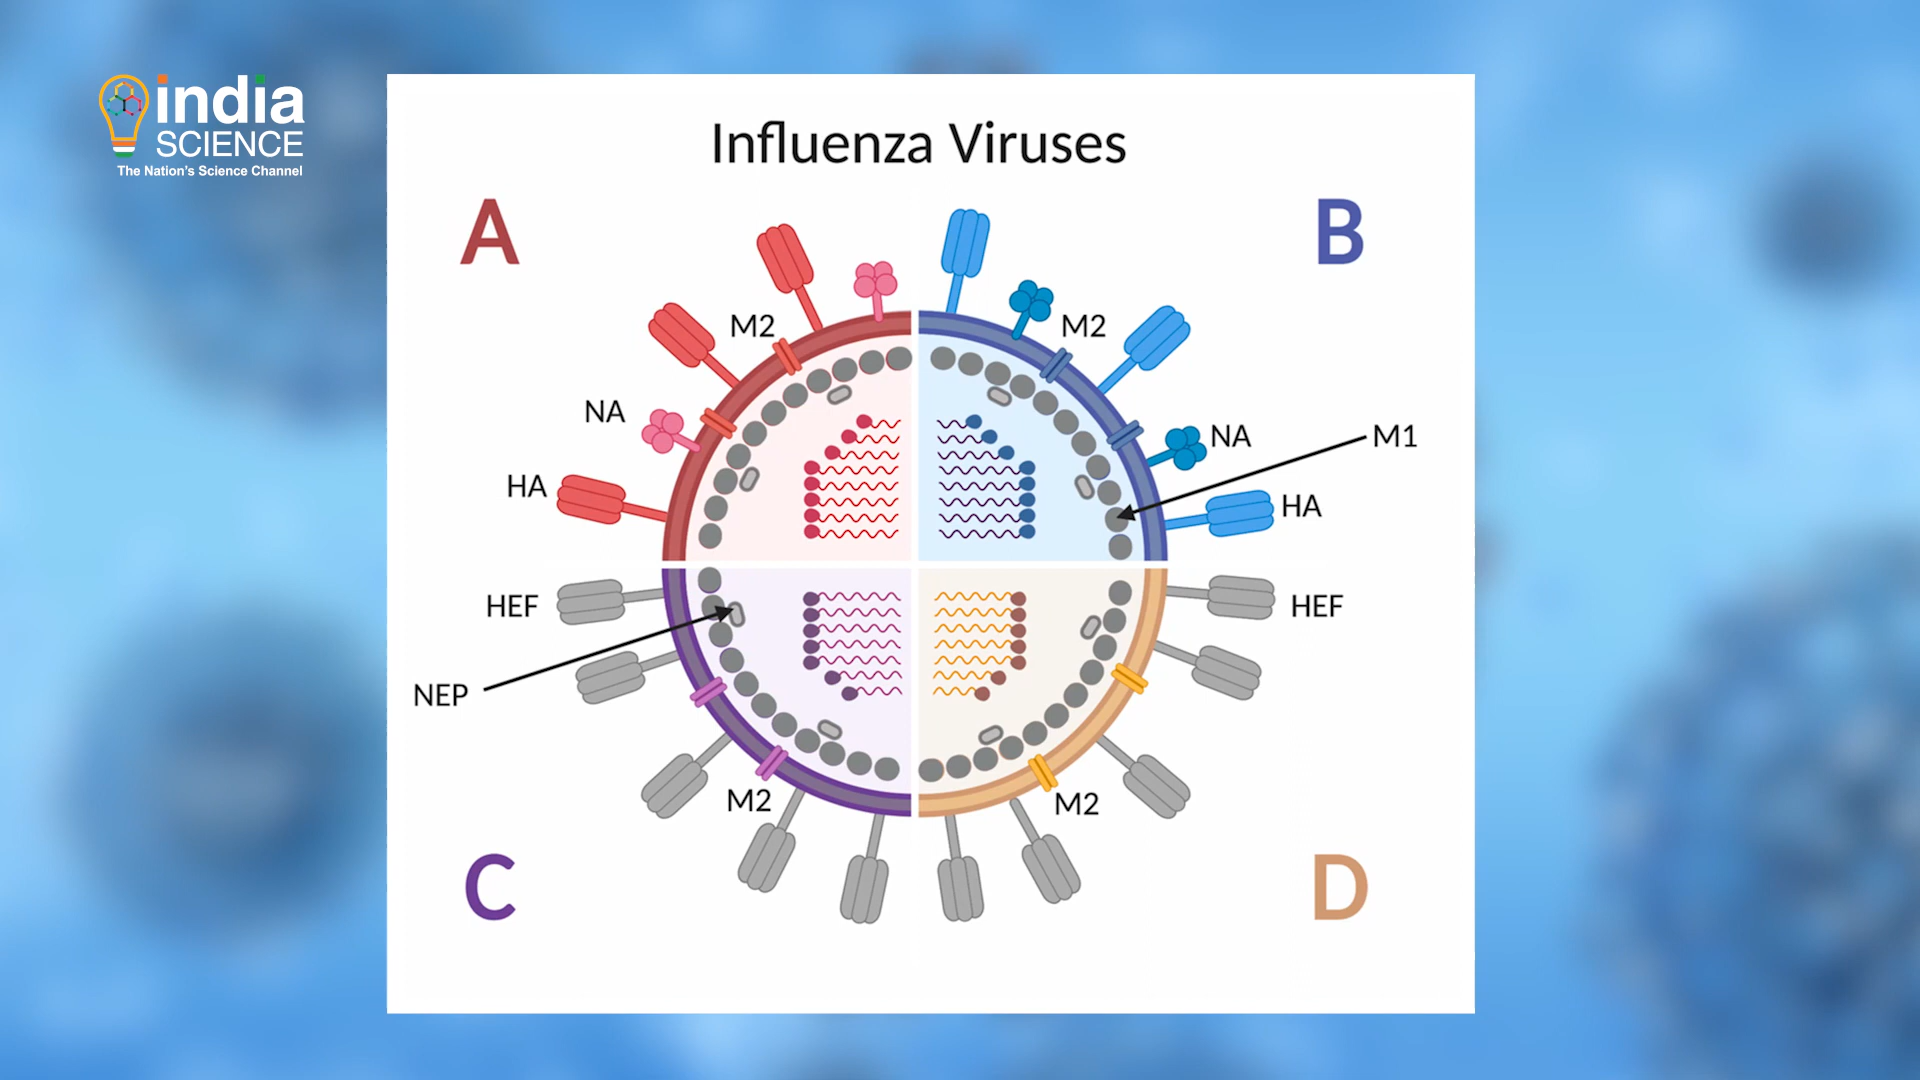 india
SCIENCE
The Nation's Science Channel
Influenza Viruses
A
B
M2
M2
NA
NA
M1
HA
HA
HEF
HEF
NEP
M2
M2
C
D